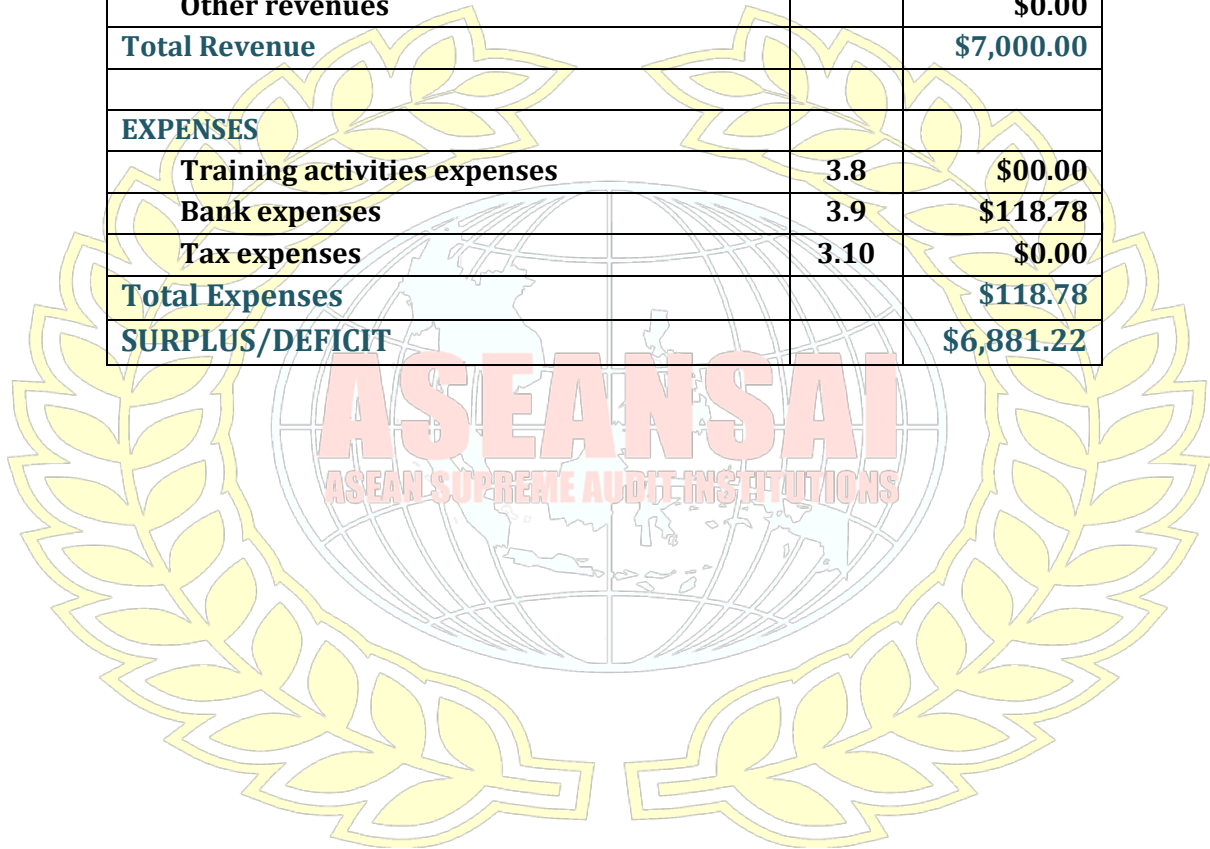 Other revenues $0.00
Total Revenue $7,000.00
EXPENSES
Training activities expenses 3.8 $00.00
Bank expenses 3.9 $118.78
Tax expenses 3.10 $0.00
Total Expenses $118.78
SURPLUS/DEFICIT $6,881.22
ASEANSAI
ASEAN SUPREME AUDIT INSTITUTIONS